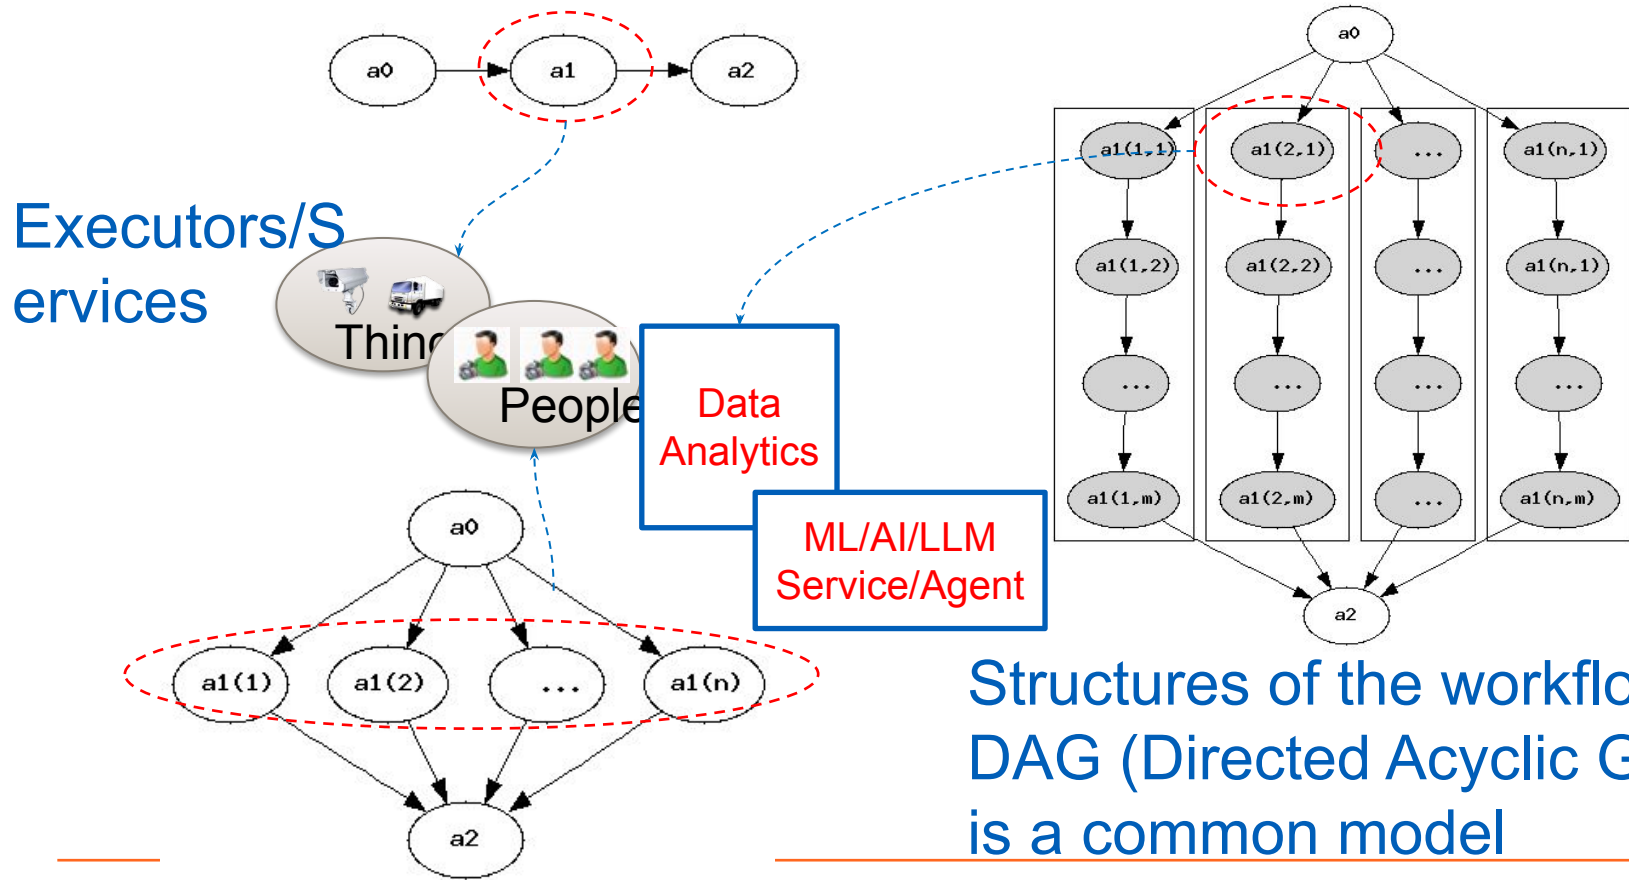 a0
a1
a2
Executors/S
ervices
Thing
People
Data
Analytics
ML/AI/LLM
Service/Agent
a0
a1(1)
a1(2)
...
a1(n)
a2
a0
a1(1,1)
a1(2,1)
...
a1(n,1)
a1(1,2)
a1(2,2)
...
a1(n,1)
...
...
...
...
a1(1,m)
a1(2,m)
...
a1(n,m)
a2
Structures of the workflo
DAG (Directed Acyclic G
is a common model